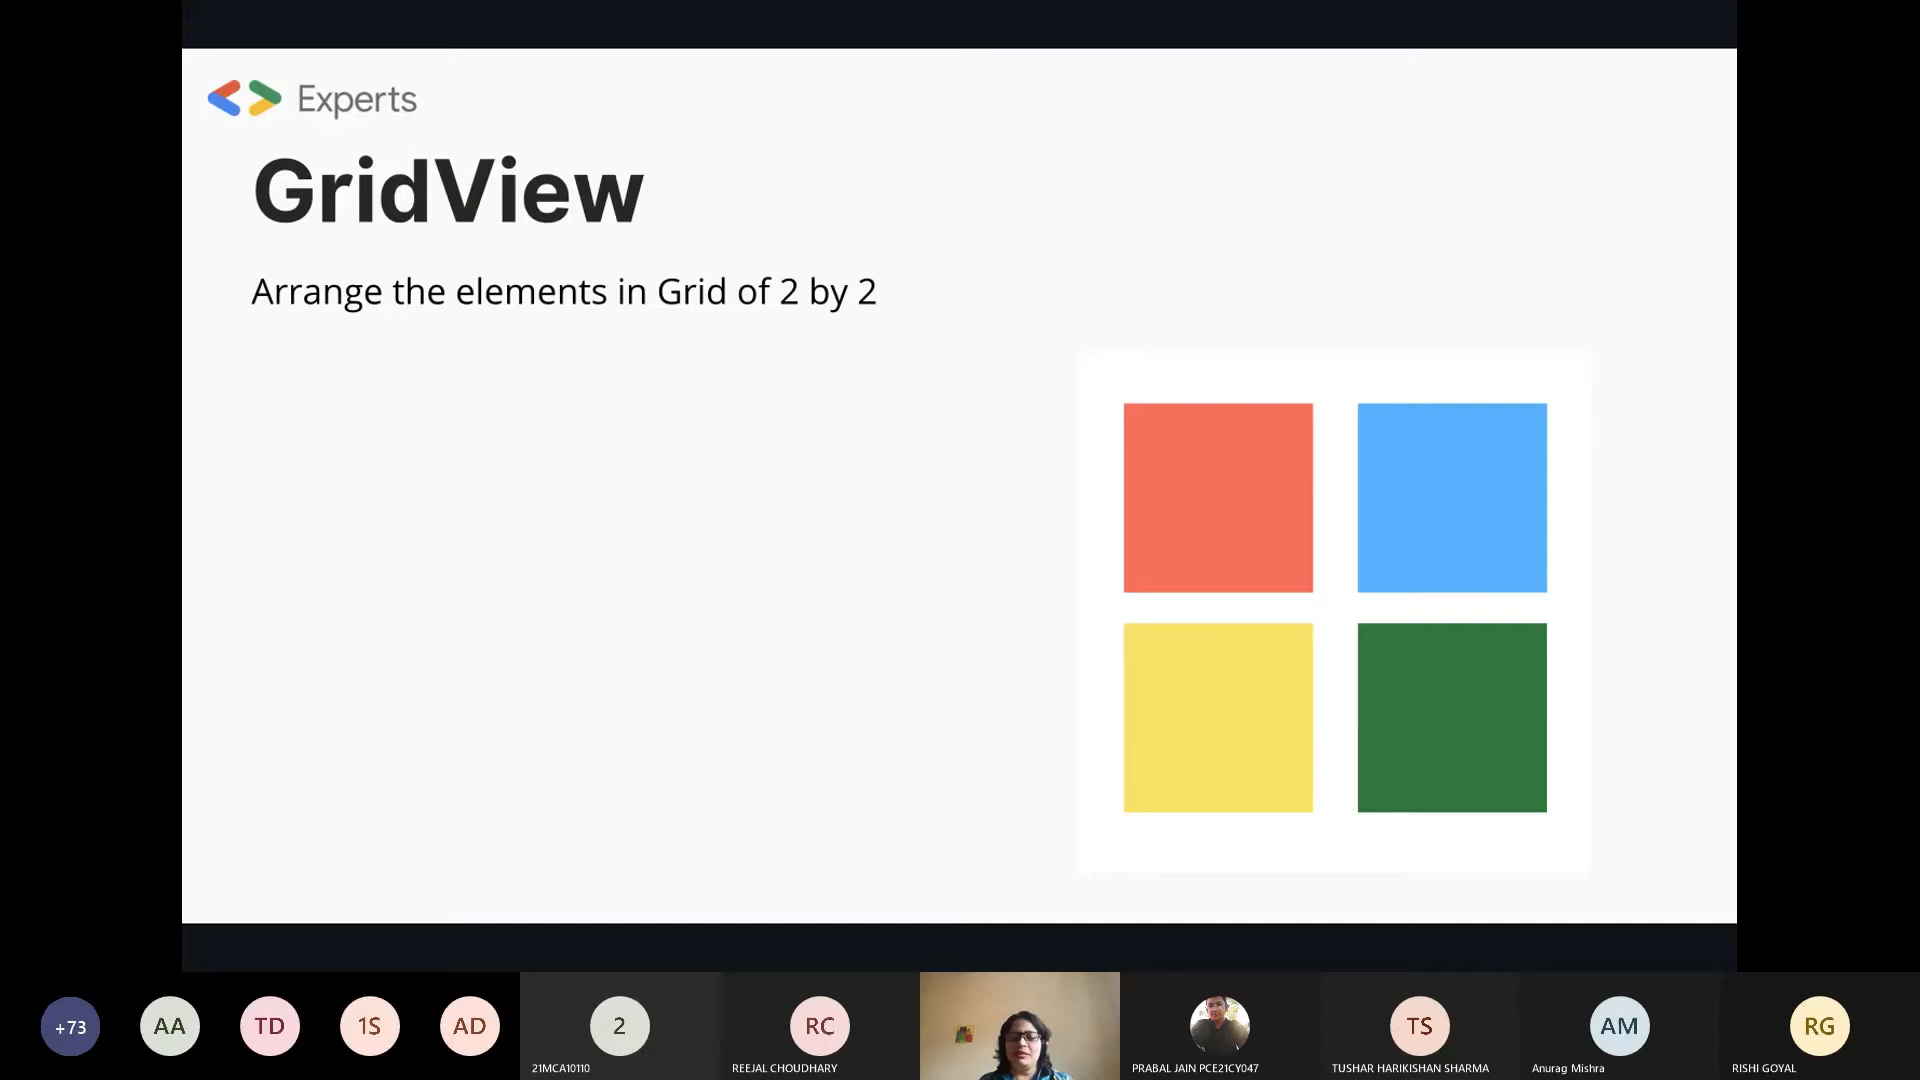 Experts
GridView
Arrange the elements in Grid of 2 by 2
+73
AA
TD
1S
AD
2
RC
TS
AM
RG
21MCA10110
REEJAL CHOUDHARY
PRABAL JAIN PCE21CY047
TUSHAR HARIKISHAN SHARMA
Anurag Mishra
RISHI GOYAL